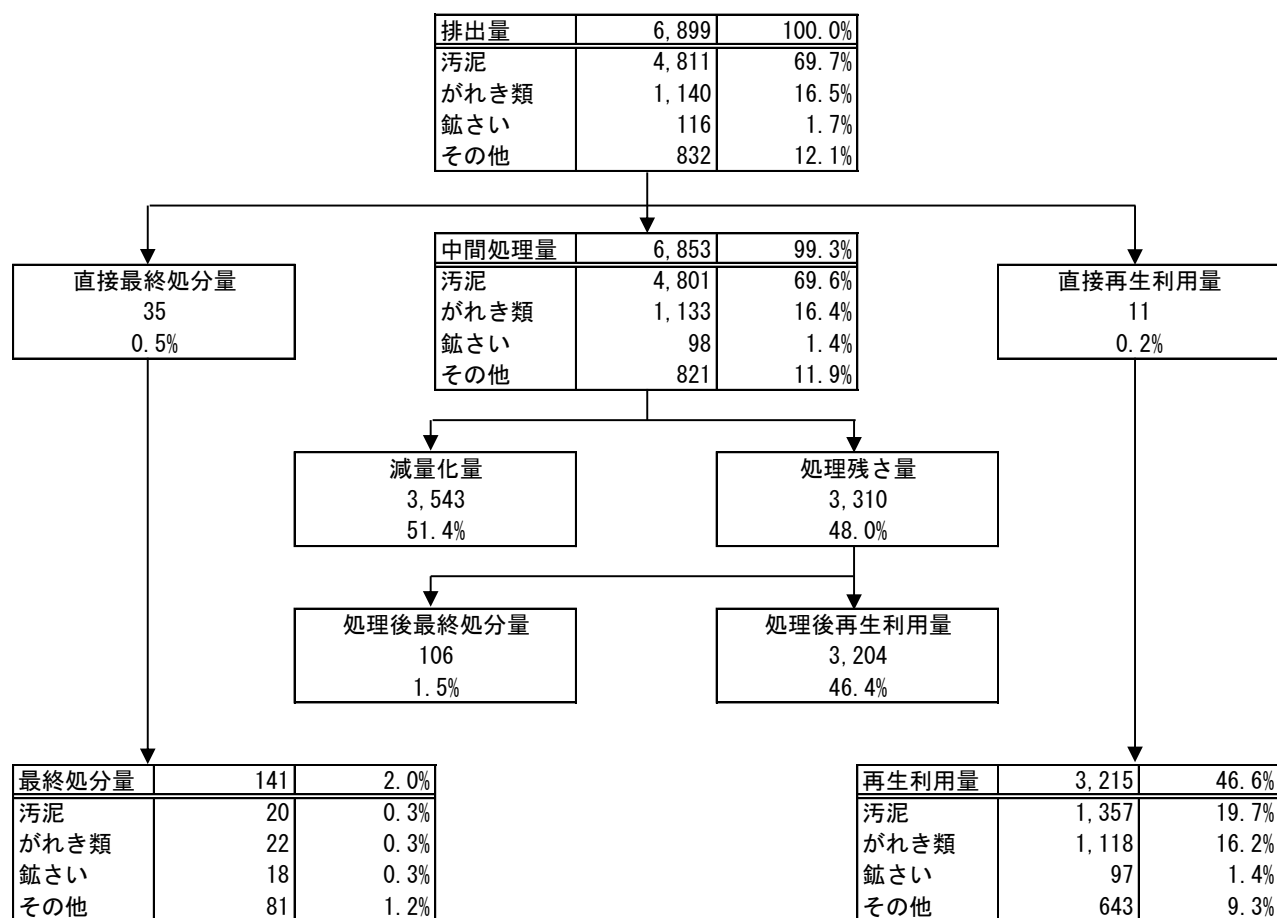 排出量 6,899 100.0%
汚泥 4,811 69.7%
がれき類 1,140 16.5%
鉱さい 116 1.7%
その他 832 12.1%
中間処理量 6,853 99.3%
汚泥 4,801 69.6%
がれき類 1,133 16.4%
鉱さい 98 1.4%
その他 821 11.9%
直接最終処分量
35
0.5%
直接再生利用量
11
0.2%
減量化量
3,543
51.4%
処理残さ量
3,310
48.0%
処理後最終処分量
106
1.5%
処理後再生利用量
3,204
46.4%
最終処分量 141 2.0%
汚泥 20 0.3%
がれき類 22 0.3%
鉱さい 18 0.3%
その他 81 1.2%
再生利用量 3,215 46.6%
汚泥 1,357 19.7%
がれき類 1,118 16.2%
鉱さい 97 1.4%
その他 643 9.3%